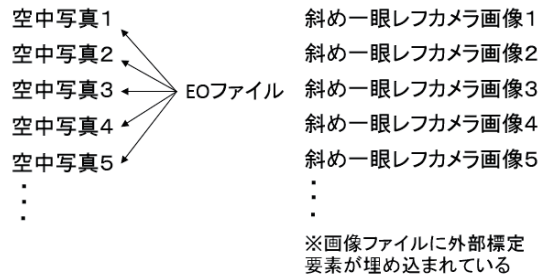 空中写真1
空中写真2
空中写真3
空中写真4
空中写真5
・
・
・
EOファイル
斜め一眼レフカメラ画像1
斜め一眼レフカメラ画像2
斜め一眼レフカメラ画像3
斜め一眼レフカメラ画像4
斜め一眼レフカメラ画像5
・
・
・
※画像ファイルに外部標定
要素が埋め込まれている